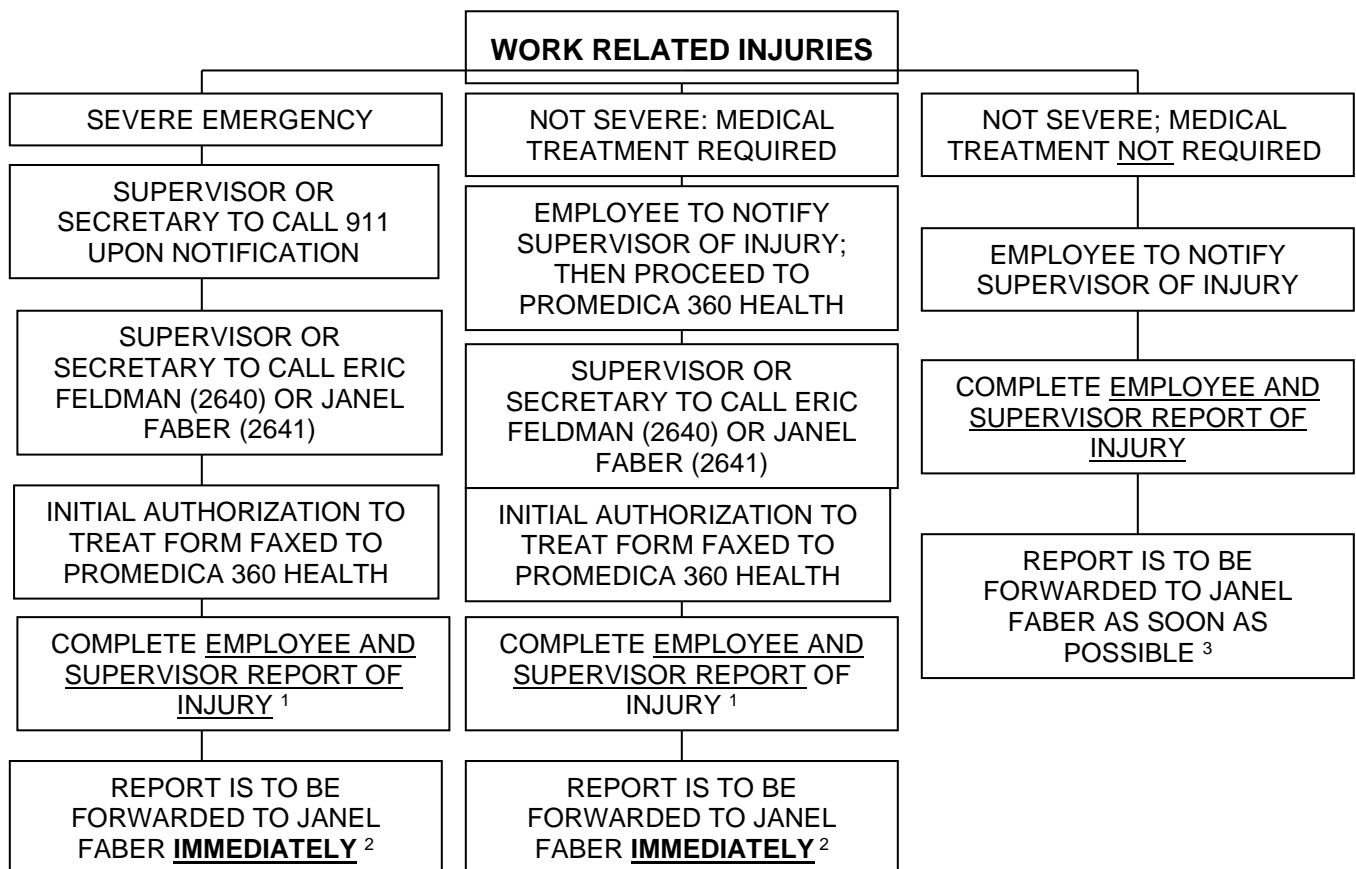 WORK RELATED INJURIES
SEVERE EMERGENCY
SUPERVISOR OR
SECRETARY TO CALL 911
UPON NOTIFICATION
SUPERVISOR OR
SECRETARY TO CALL ERIC
FELDMAN (2640) OR JANEL
FABER (2641)
INITIAL AUTHORIZATION TO
TREAT FORM FAXED TO
PROMEDICA 360 HEALTH
COMPLETE EMPLOYEE AND
SUPERVISOR REPORT OF
INJURY 1
REPORT IS TO BE
FORWARDED TO JANEL
FABER IMMEDIATELY 2
NOT SEVERE: MEDICAL
TREATMENT REQUIRED
EMPLOYEE TO NOTIFY
SUPERVISOR OF INJURY;
THEN PROCEED TO
PROMEDICA 360 HEALTH
SUPERVISOR OR
SECRETARY TO CALL ERIC
FELDMAN (2640) OR JANEL
FABER (2641)
INITIAL AUTHORIZATION TO
TREAT FORM FAXED TO
PROMEDICA 360 HEALTH
COMPLETE EMPLOYEE AND
SUPERVISOR REPORT OF
INJURY 1
REPORT IS TO BE
FORWARDED TO JANEL
FABER IMMEDIATELY 2
NOT SEVERE; MEDICAL
TREATMENT NOT REQUIRED
EMPLOYEE TO NOTIFY
SUPERVISOR OF INJURY
COMPLETE EMPLOYEE AND
SUPERVISOR REPORT OF
INJURY
REPORT IS TO BE
FORWARDED TO JANEL
FABER AS SOON AS
POSSIBLE 3